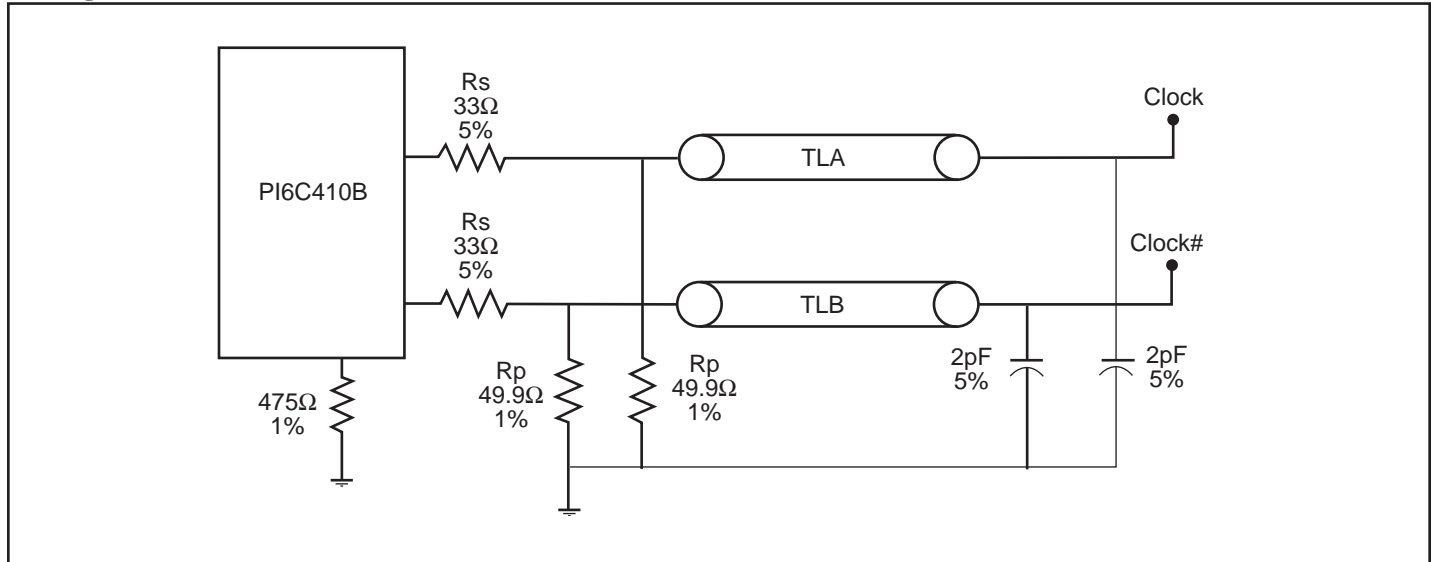 Rs
33Ω
5%
Clock
TLA
PI6C410B
Rs
33Ω
5%
Clock#
TLB
475Ω
1%
Rp
49.9Ω
1%
Rp
49.9Ω
1%
2pF
5%
2pF
5%